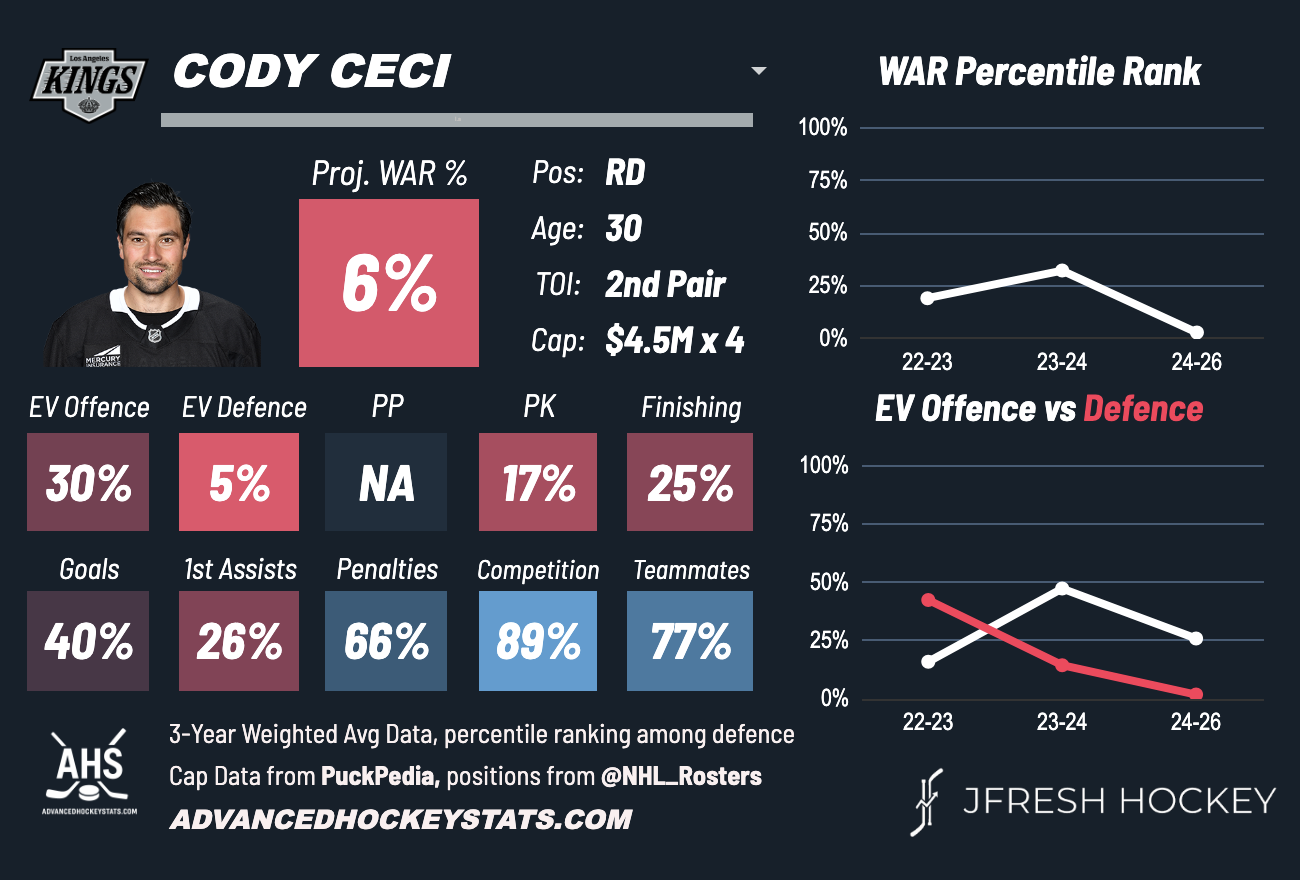 Los Angeles
KINGS
CODY CECI
WAR Percentile Rank
Proj. WAR %
6%
Pos: RD
Age: 30
TOI: 2nd Pair
Cap: $4.5M x 4
MERCURY
INSURANCE
100%
75%
50%
25%
0%
22-23 23-24 24-26
EV Offence EV Defence PP PK Finishing
30% 5% NA 17% 25%
Goals 1st Assists Penalties Competition Teammates
40% 26% 66% 89% 77%
EV Offence vs Defence
100%
75%
50%
25%
0%
22-23 23-24 24-26
AHS
ADVANCEDHOCKEYSTATS.COM
3-Year Weighted Avg Data, percentile ranking among defence
Cap Data from PuckPedia, positions from @NHL_Rosters
ADVANCEDHOCKEYSTATS.COM
JFRESH HOCKEY